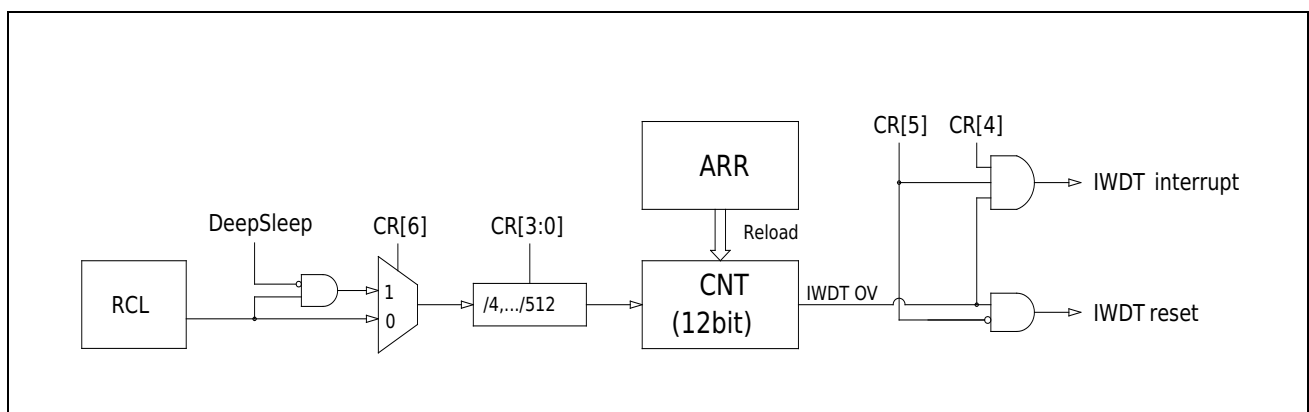 CR[5] CR[4]
ARR
IWDT interrupt
DeepSleep CR[6] CR[3:0]
Reload
RCL
1
0
/4,.../512
CNT
(12bit)
IWDT OV
IWDT reset